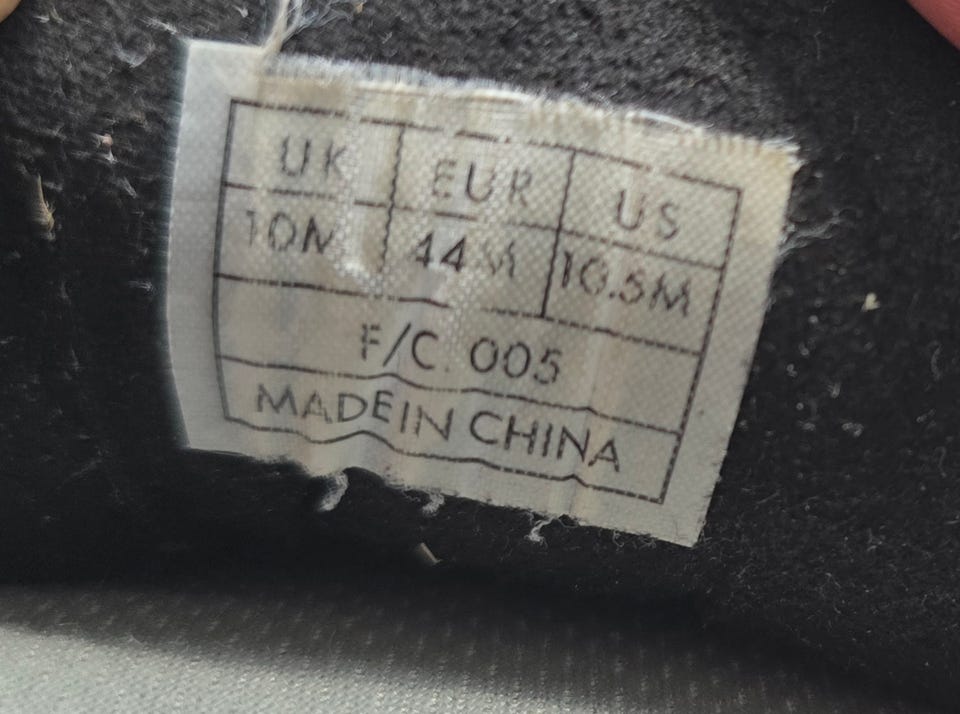 UK EUR US
10M 44M 10.5M
F/C. 005
MADE IN CHINA